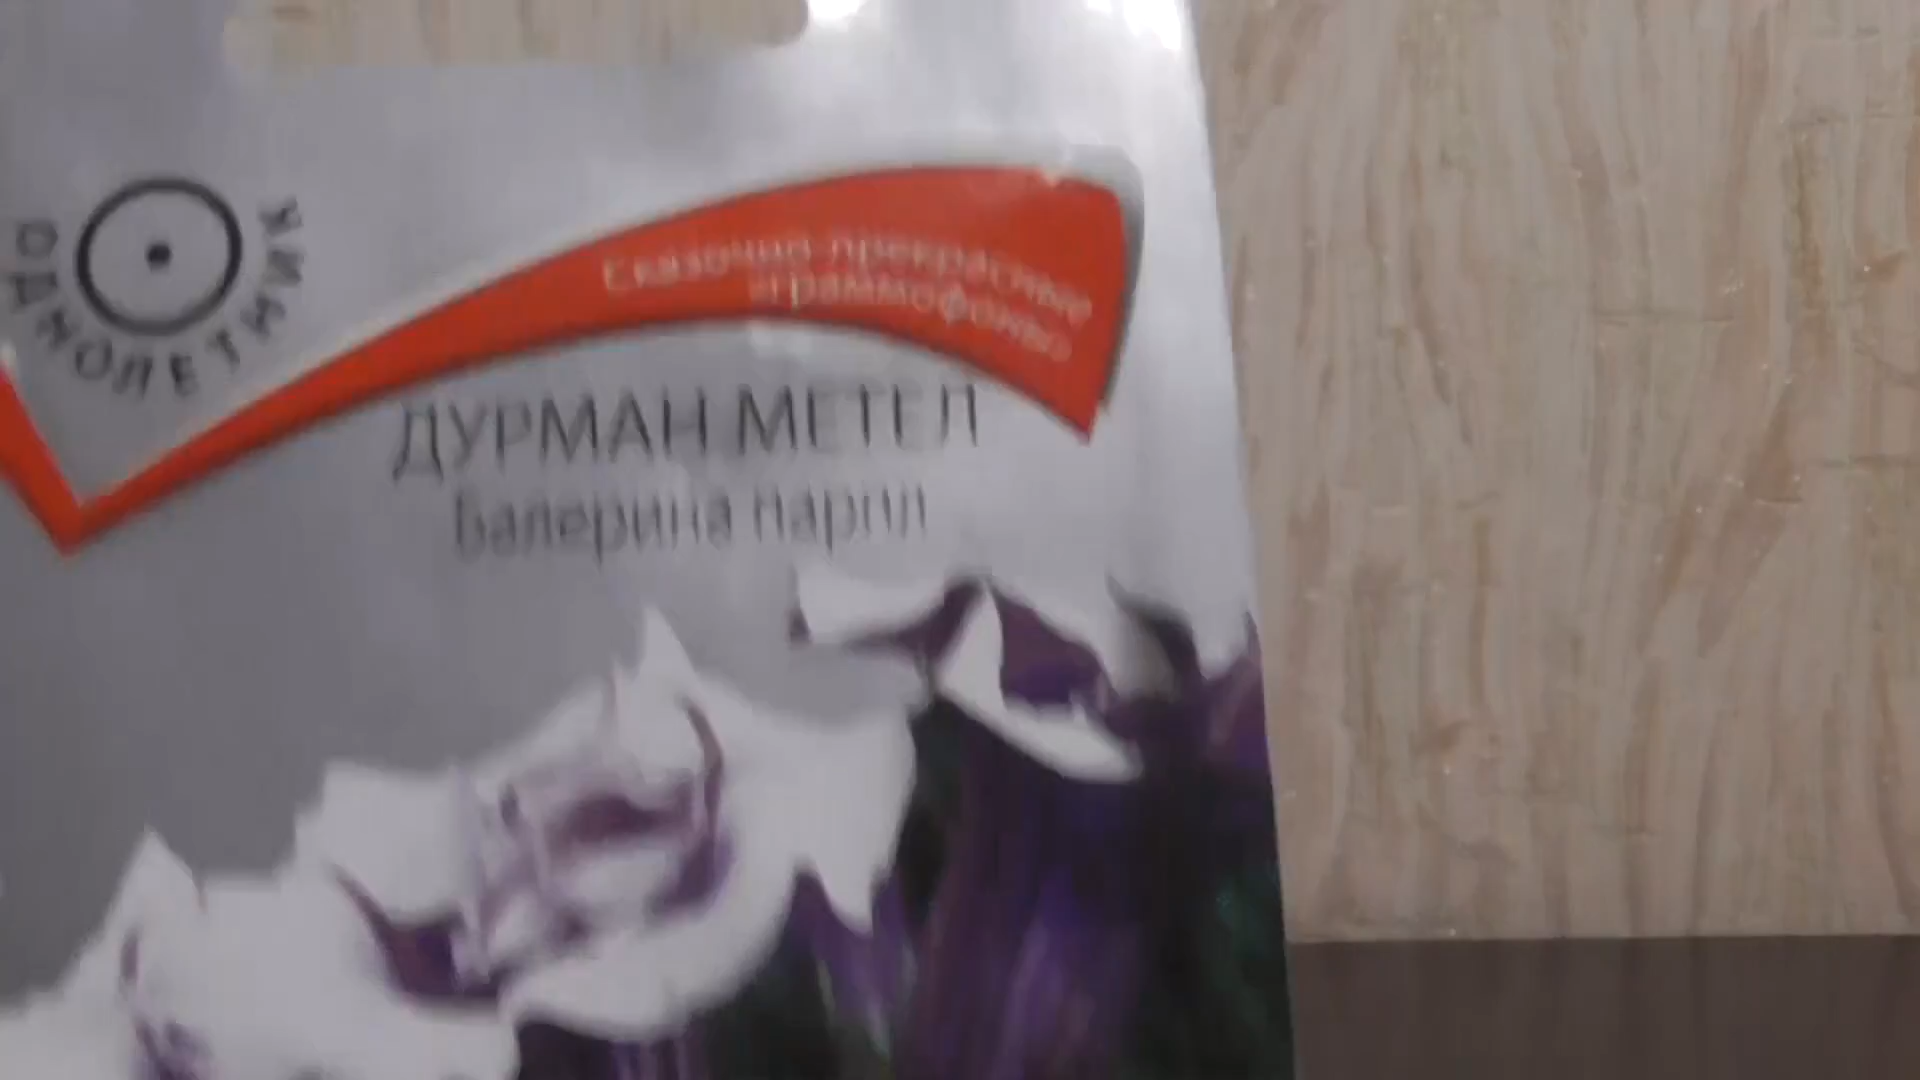 ОДНОЛЕТНИК
Сказочно прекрасные
граммофоны
ДУРМАН МЕТЕЛ
Балерина парпл